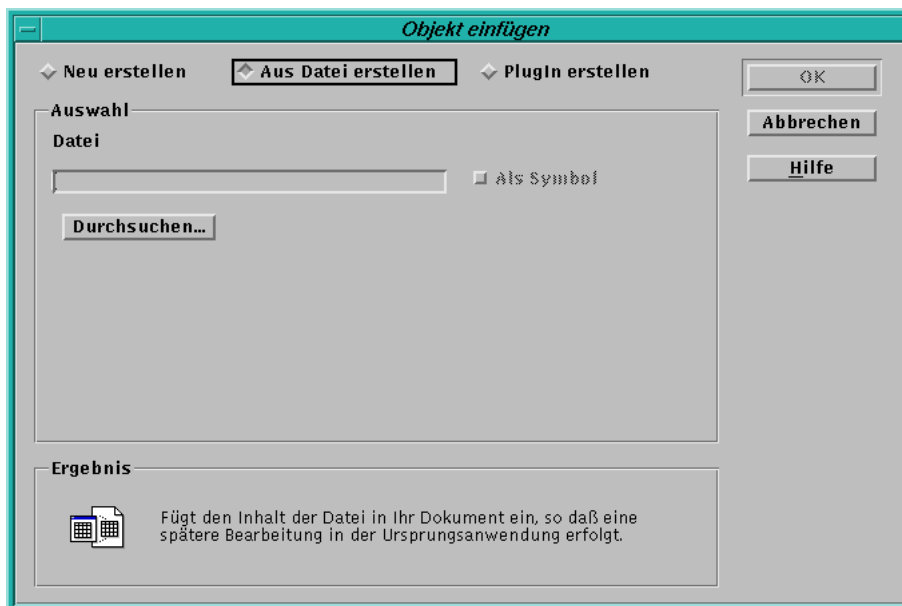 Objekt einfügen
Neu erstellen
Aus Datei erstellen
PlugIn erstellen
OK
Auswahl
Abbrechen
Datei
Hilfe
Als Symbol
Durchsuchen...
Ergebnis
Fügt den Inhalt der Datei in Ihr Dokument ein, so daß eine
spätere Bearbeitung in der Ursprungsanwendung erfolgt.